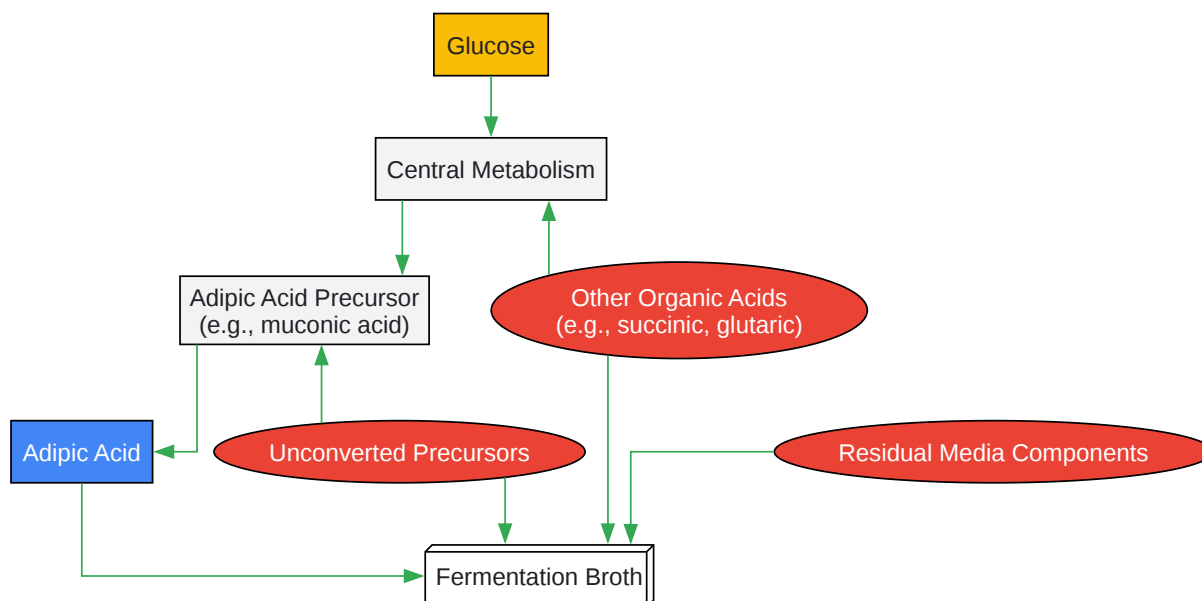 Glucose
Central Metabolism
Adipic Acid Precursor
(e.g., muconic acid)
Other Organic Acids
(e.g., succinic, glutaric)
Adipic Acid
Unconverted Precursors
Residual Media Components
Fermentation Broth